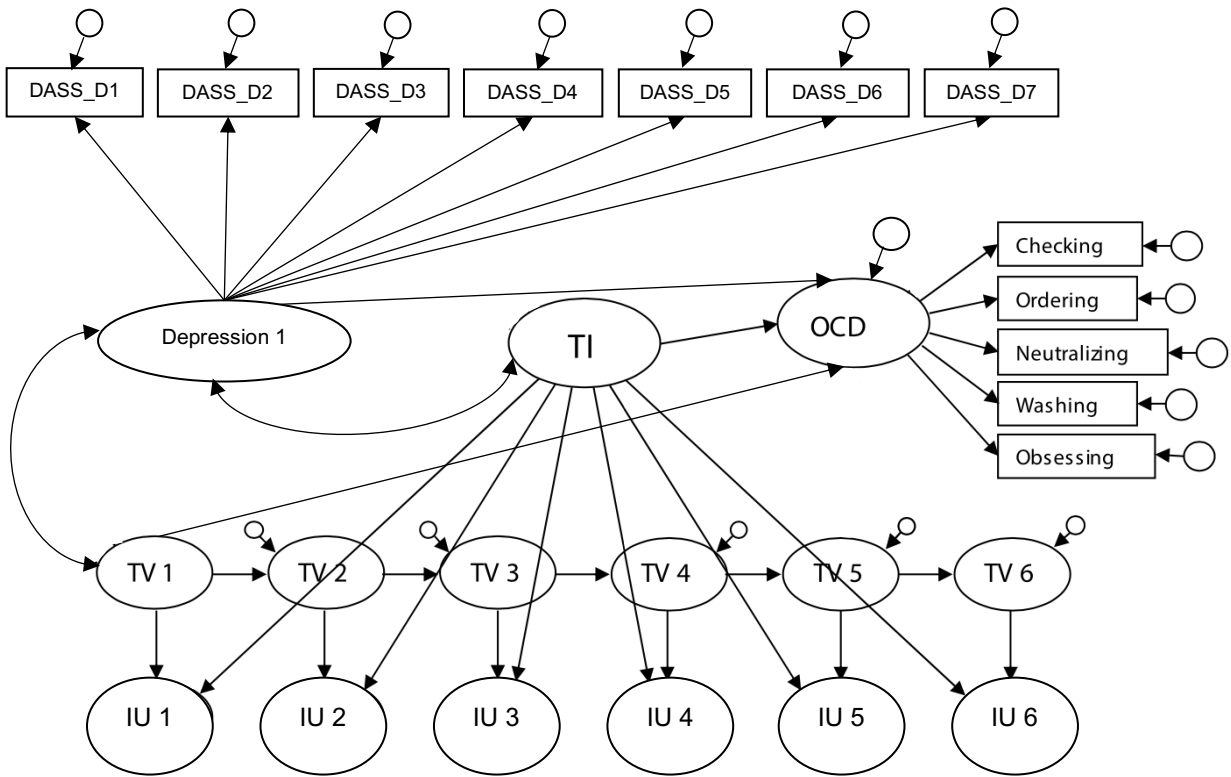 DASS_D1
DASS_D2
DASS_D3
DASS_D4
DASS_D5
DASS_D6
DASS_D7
Checking
Ordering
Neutralizing
Washing
Obsessing
Depression 1
TI
OCD
TV 1
TV 2
TV 3
TV 4
TV 5
TV 6
IU 1
IU 2
IU 3
IU 4
IU 5
IU 6